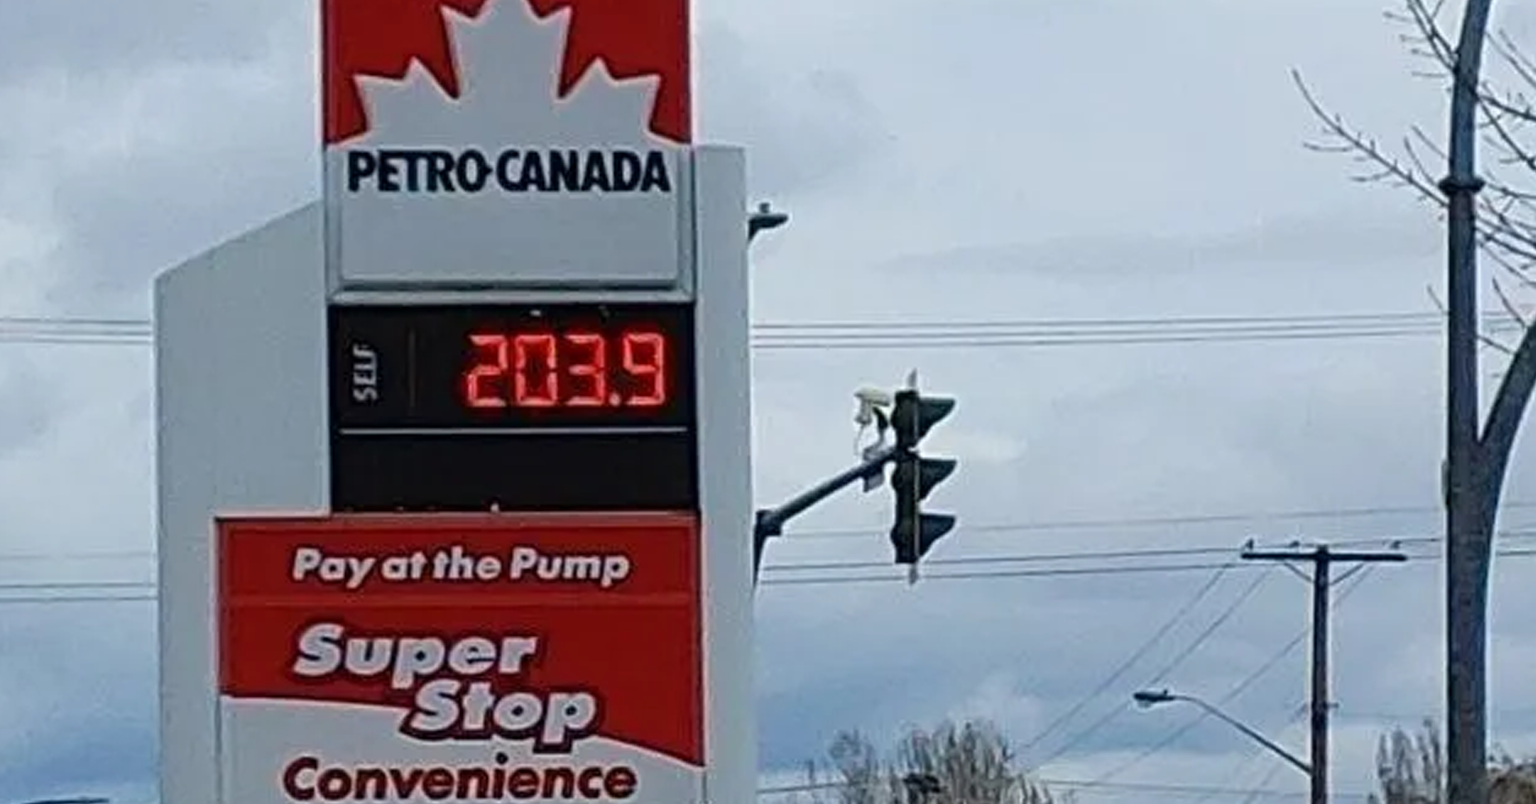 PETRO-CANADA
SELF 203.9
Pay at the Pump
Super
Stop
Convenience